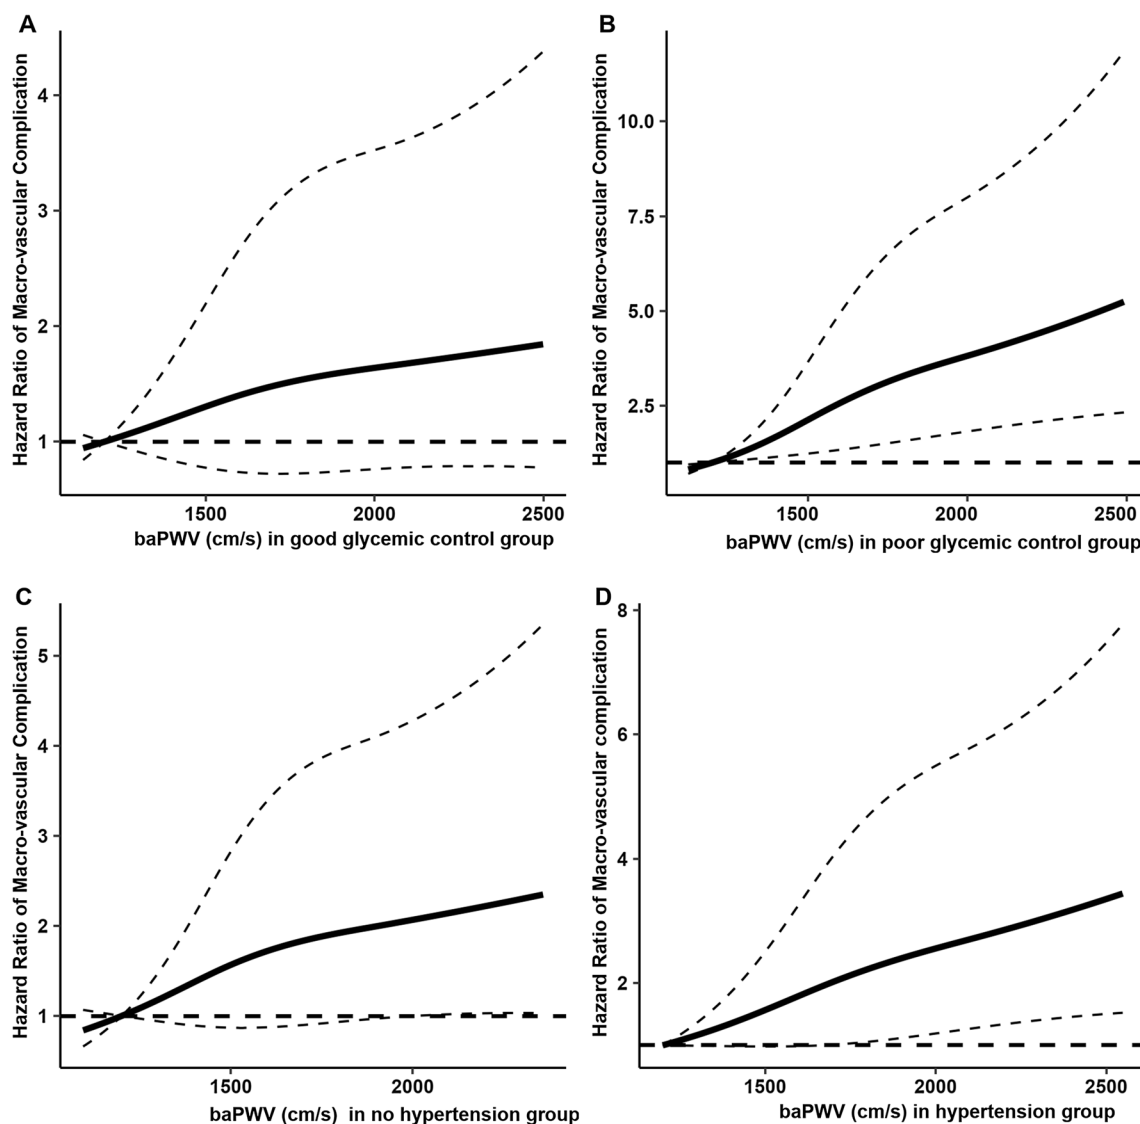 A
Hazard Ratio of Macro-vascular Complication
4
3
2
1
1500
2000
2500
baPWV (cm/s) in good glycemic control group
B
Hazard Ratio of Macro-vascular Complication
10.0
7.5
5.0
2.5
1500
2000
2500
baPWV (cm/s) in poor glycemic control group
C
Hazard Ratio of Macro-vascular Complication
5
4
3
2
1
1500
2000
baPWV (cm/s) in no hypertension group
D
Hazard Ratio of Macro-vascular complication
8
6
4
2
1500
2000
2500
baPWV (cm/s) in hypertension group